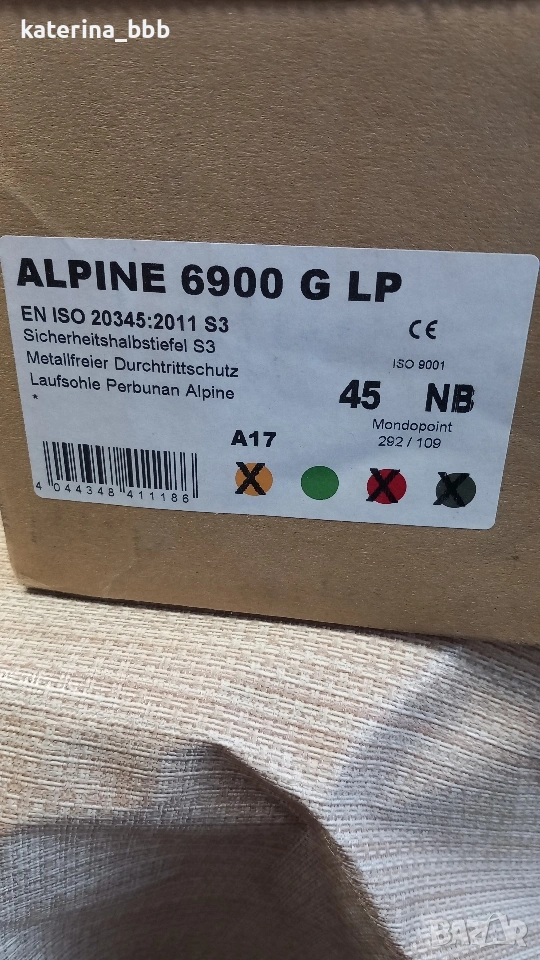 katerina_bbb
ALPINE 6900 G LP
EN ISO 20345:2011 S3
Sicherheitshalbstiefel S3
Metallfreier Durchtrittschutz
Laufsohle Perbunan Alpine
*
CE
ISO 9001
45 NB
Mondopoint
292 / 109
A17
X X X
4 044348 411186
BAZAR